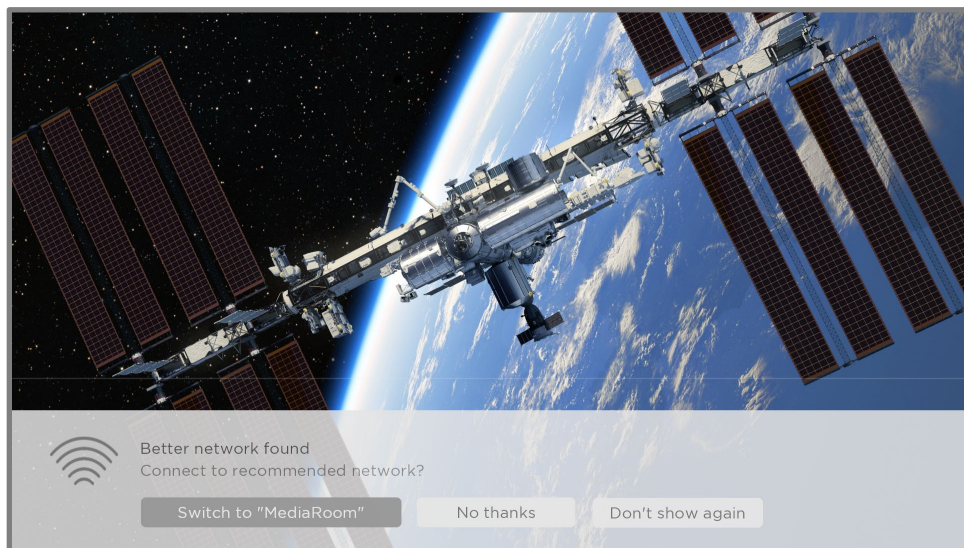 Better network found
Connect to recommended network?
Switch to "MediaRoom"
No thanks
Don't show again